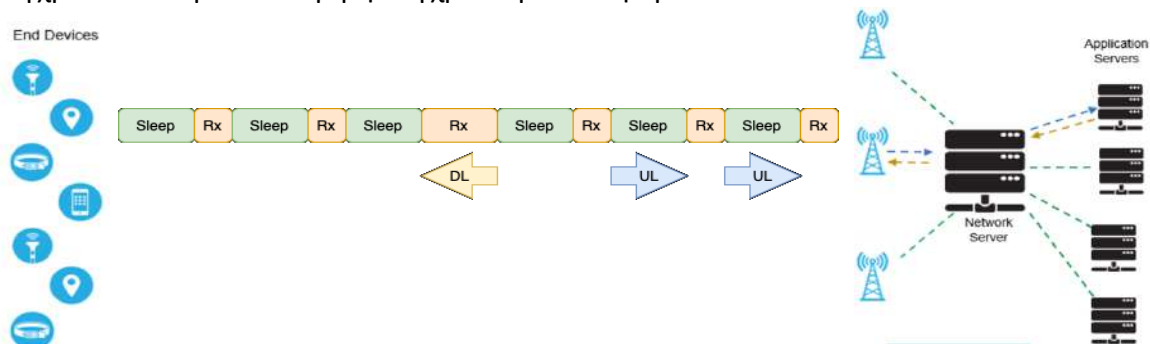 End Devices
Application
Servers
Sleep Rx Sleep Rx Sleep Rx Sleep Rx Sleep Rx Sleep Rx
DL UL UL
Network
Server